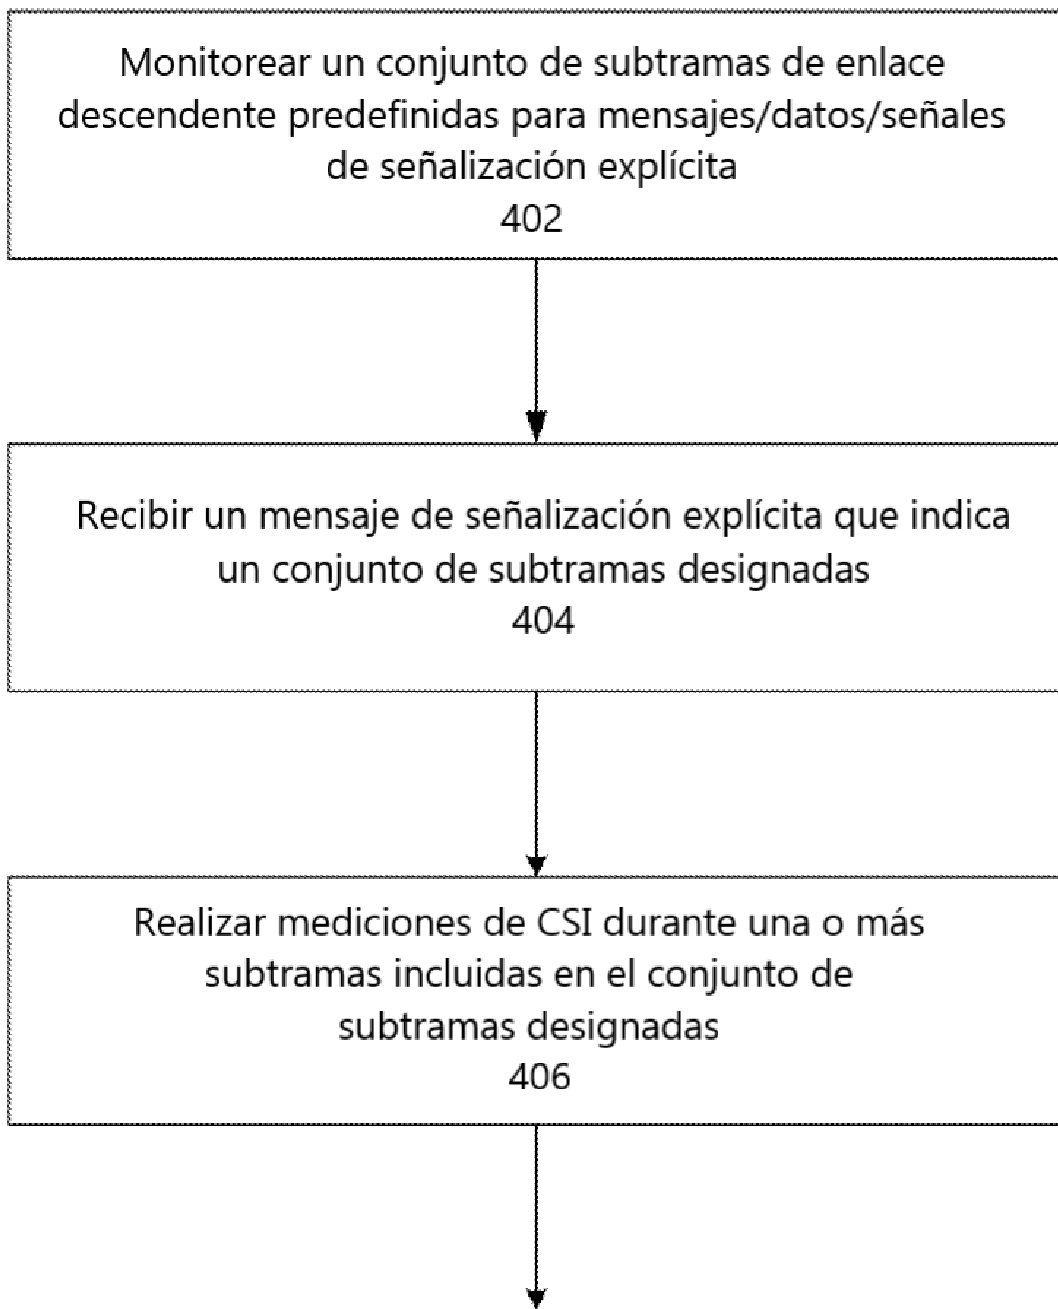 Monitorear un conjunto de subtramas de enlace
descendente predefinidas para mensajes/datos/señales
de señalización explícita
402
Recibir un mensaje de señalización explícita que indica
un conjunto de subtramas designadas
404
Realizar mediciones de CSI durante una o más
subtramas incluidas en el conjunto de
subtramas designadas
406